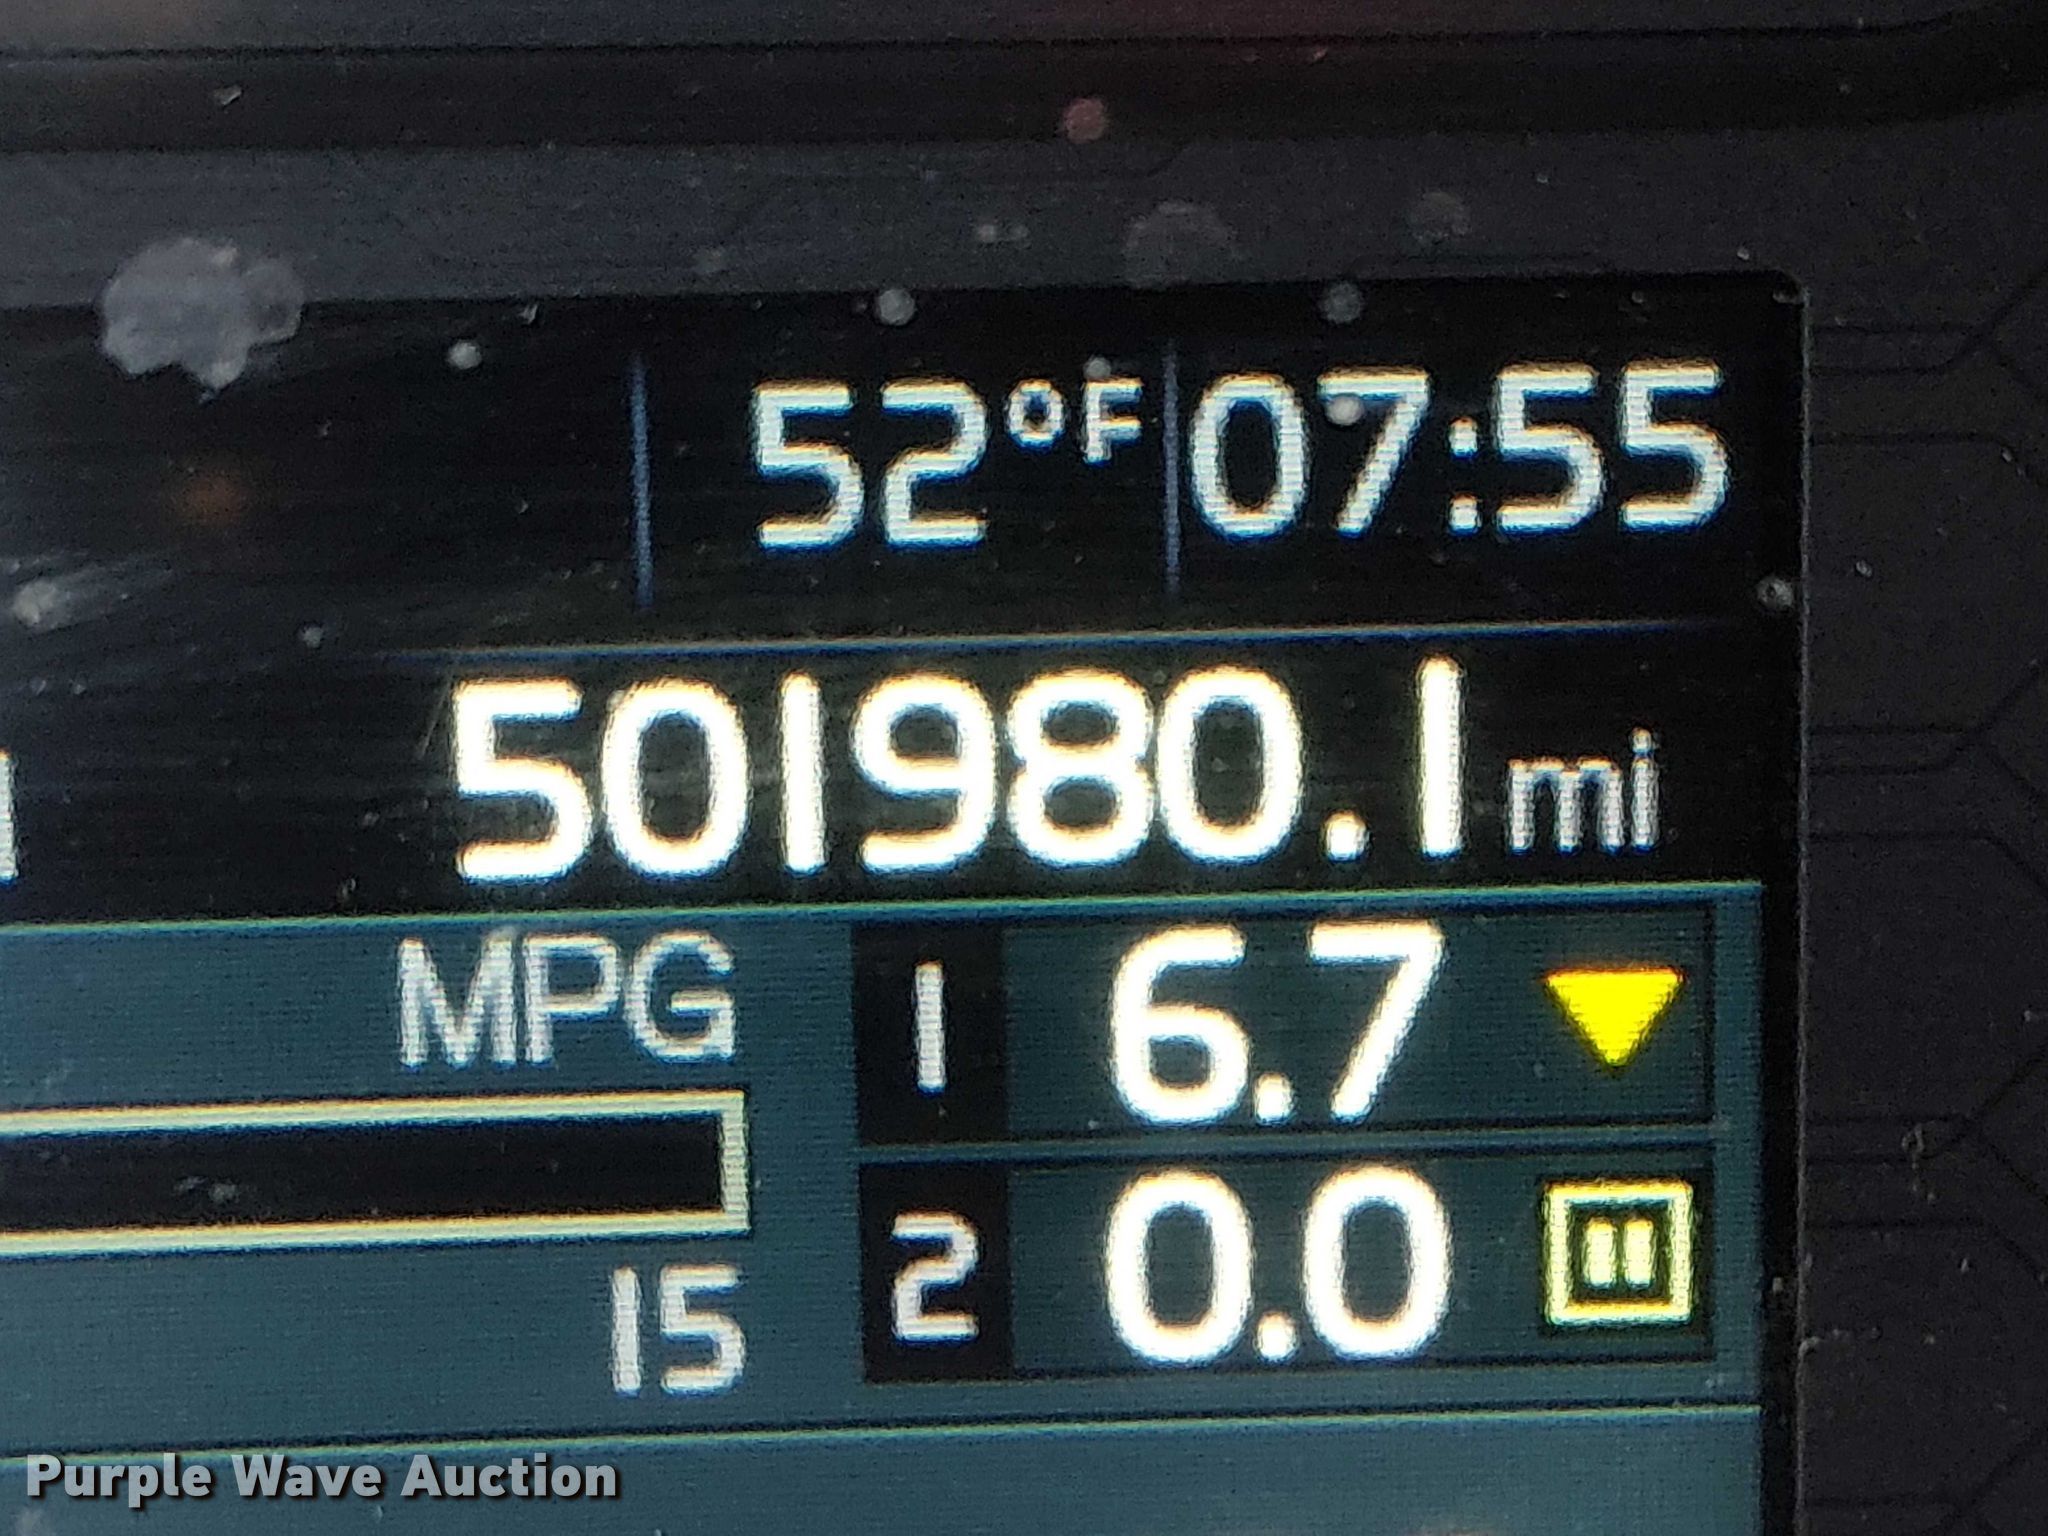 52°F 07:55
501980.1 mi
MPG
15
1 6.7
2 0.0
Purple Wave Auction